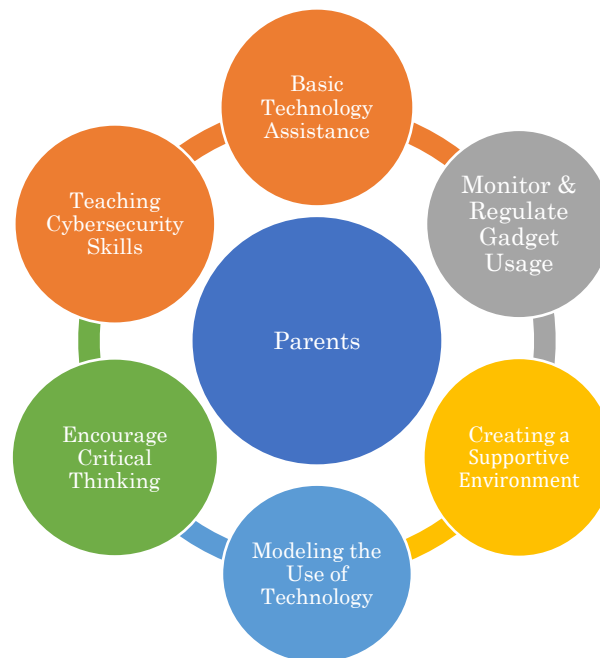 Basic
Technology
Assistance
Monitor &
Regulate
Gadget
Usage
Creating a
Supportive
Environment
Modeling the
Use of
Technology
Encourage
Critical
Thinking
Teaching
Cybersecurity
Skills
Parents